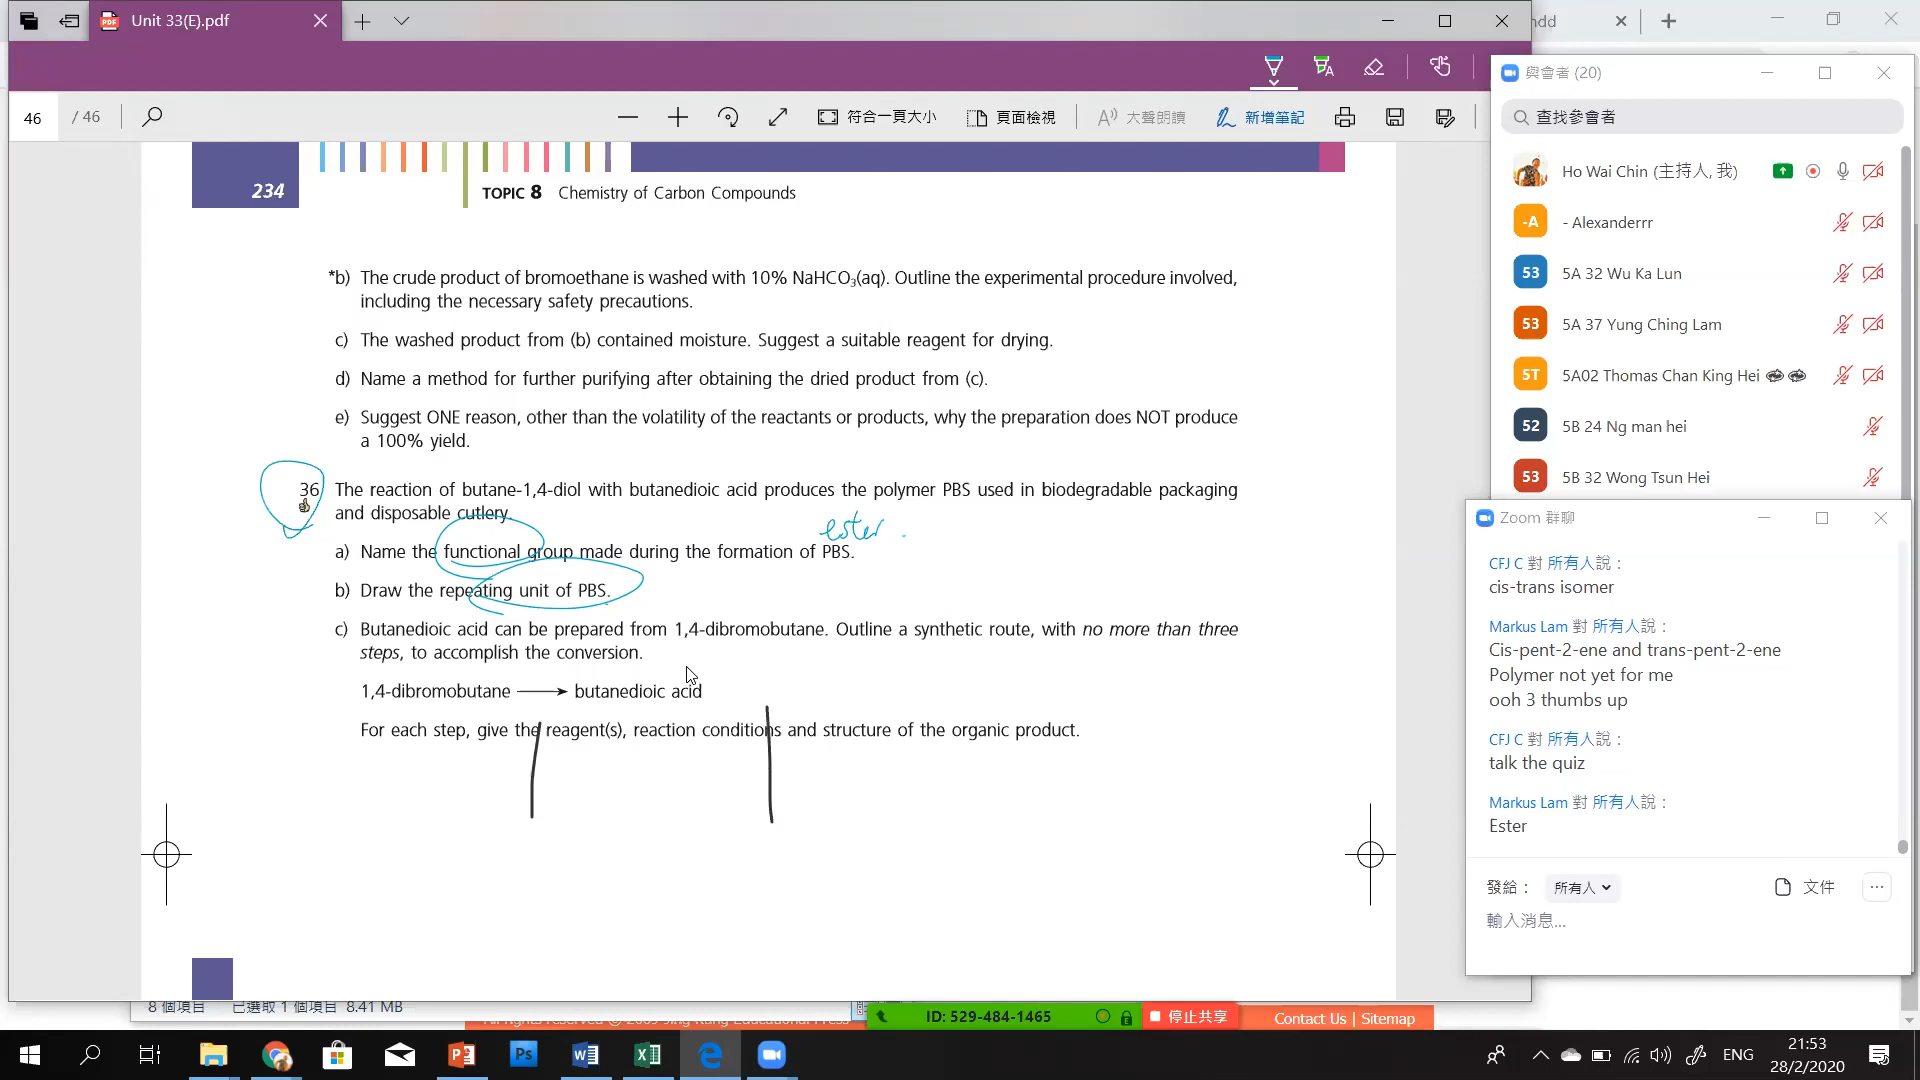 Unit 33(E).pdf
ndd
46 / 46
符合一頁大小
頁面檢視
大聲朗讀
新增筆記
234
TOPIC 8 Chemistry of Carbon Compounds
*b) The crude product of bromoethane is washed with 10% NaHCO₃(aq). Outline the experimental procedure involved,
including the necessary safety precautions.
c) The washed product from (b) contained moisture. Suggest a suitable reagent for drying.
d) Name a method for further purifying after obtaining the dried product from (c).
e) Suggest ONE reason, other than the volatility of the reactants or products, why the preparation does NOT produce
a 100% yield.
36 The reaction of butane-1,4-diol with butanedioic acid produces the polymer PBS used in biodegradable packaging
and disposable cutlery.
ester
a) Name the functional group made during the formation of PBS.
b) Draw the repeating unit of PBS.
c) Butanedioic acid can be prepared from 1,4-dibromobutane. Outline a synthetic route, with no more than three
steps, to accomplish the conversion.
1,4-dibromobutane → butanedioic acid
For each step, give the reagent(s), reaction conditions and structure of the organic product.
與會者 (20)
查找參會者
Ho Wai Chin (主持人, 我)
-A - Alexanderrr
53 5A 32 Wu Ka Lun
53 5A 37 Yung Ching Lam
5T 5A02 Thomas Chan King Hei
52 5B 24 Ng man hei
53 5B 32 Wong Tsun Hei
Zoom 群聊
CFJ C 對 所有人說：
cis-trans isomer
Markus Lam 對 所有人說：
Cis-pent-2-ene and trans-pent-2-ene
Polymer not yet for me
ooh 3 thumbs up
CFJ C 對 所有人說：
talk the quiz
Markus Lam 對 所有人說：
Ester
發給： 所有人
文件
輸入消息...
8 個項目 已選取 1 個項目 8.41 MB
ID: 529-484-1465
停止共享
Contact Us | Sitemap
ENG
21:53
28/2/2020